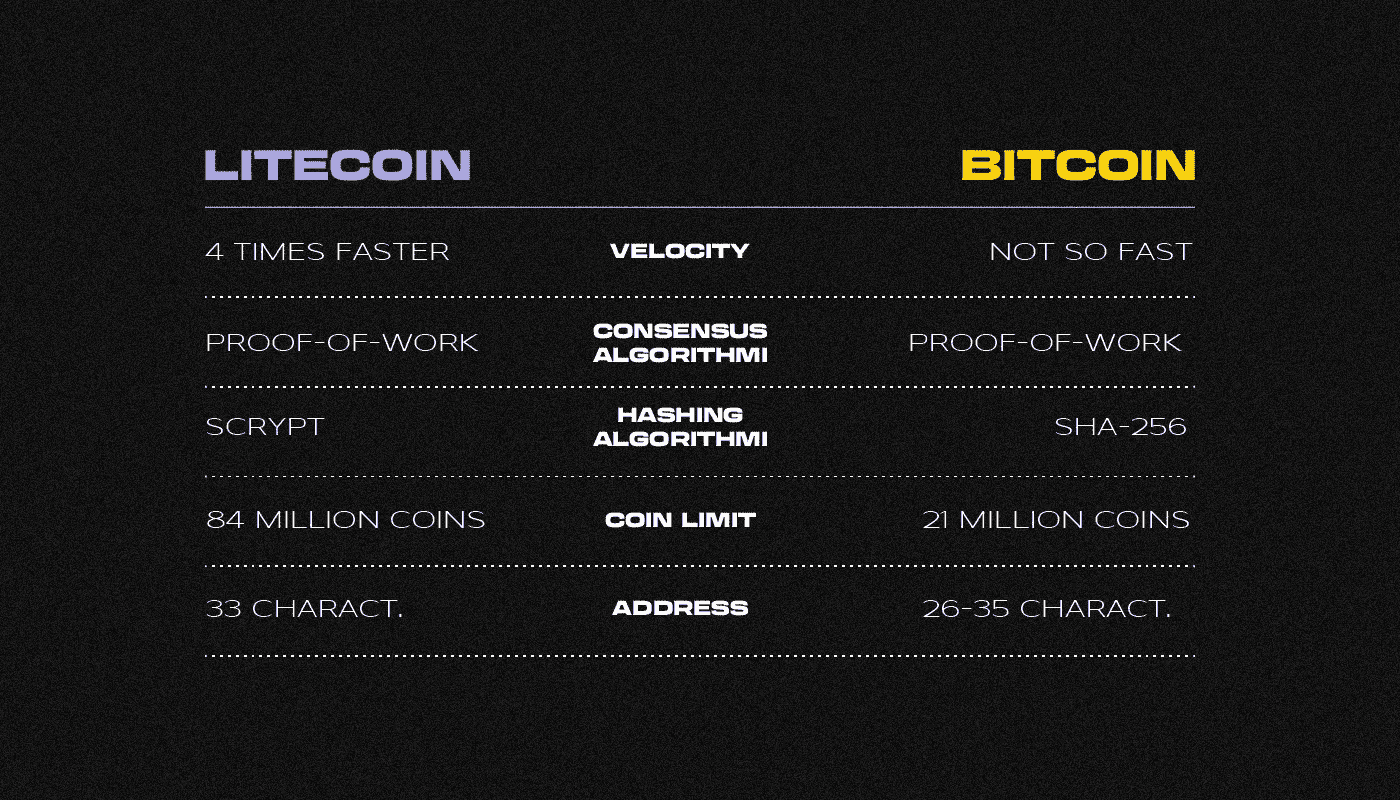 LITECOIN BITCOIN
4 TIMES FASTER VELOCITY NOT SO FAST
PROOF-OF-WORK CONSENSUS ALGORITHMI PROOF-OF-WORK
SCRYPT HASHING ALGORITHMI SHA-256
84 MILLION COINS COIN LIMIT 21 MILLION COINS
33 CHARACT. ADDRESS 26-35 CHARACT.